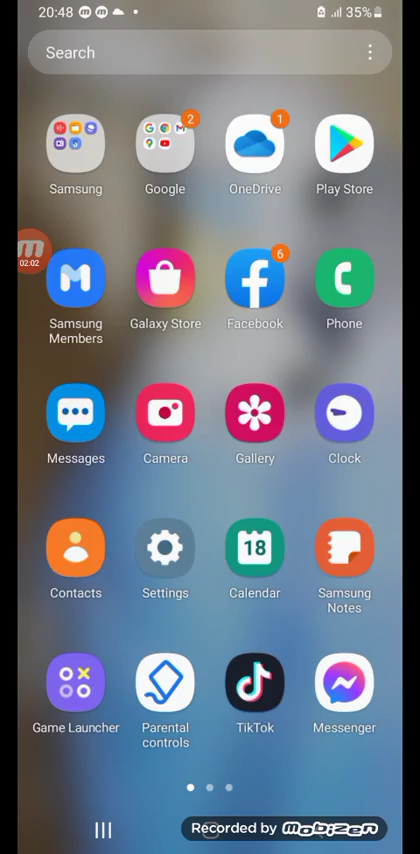 20:48
35%
Search
2
1
Samsung
Google
OneDrive
Play Store
02:02
6
Samsung
Members
Galaxy Store
Facebook
Phone
Messages
Camera
Gallery
Clock
18
Contacts
Settings
Calendar
Samsung
Notes
Game Launcher
Parental
controls
TikTok
Messenger
Recorded by mobizen